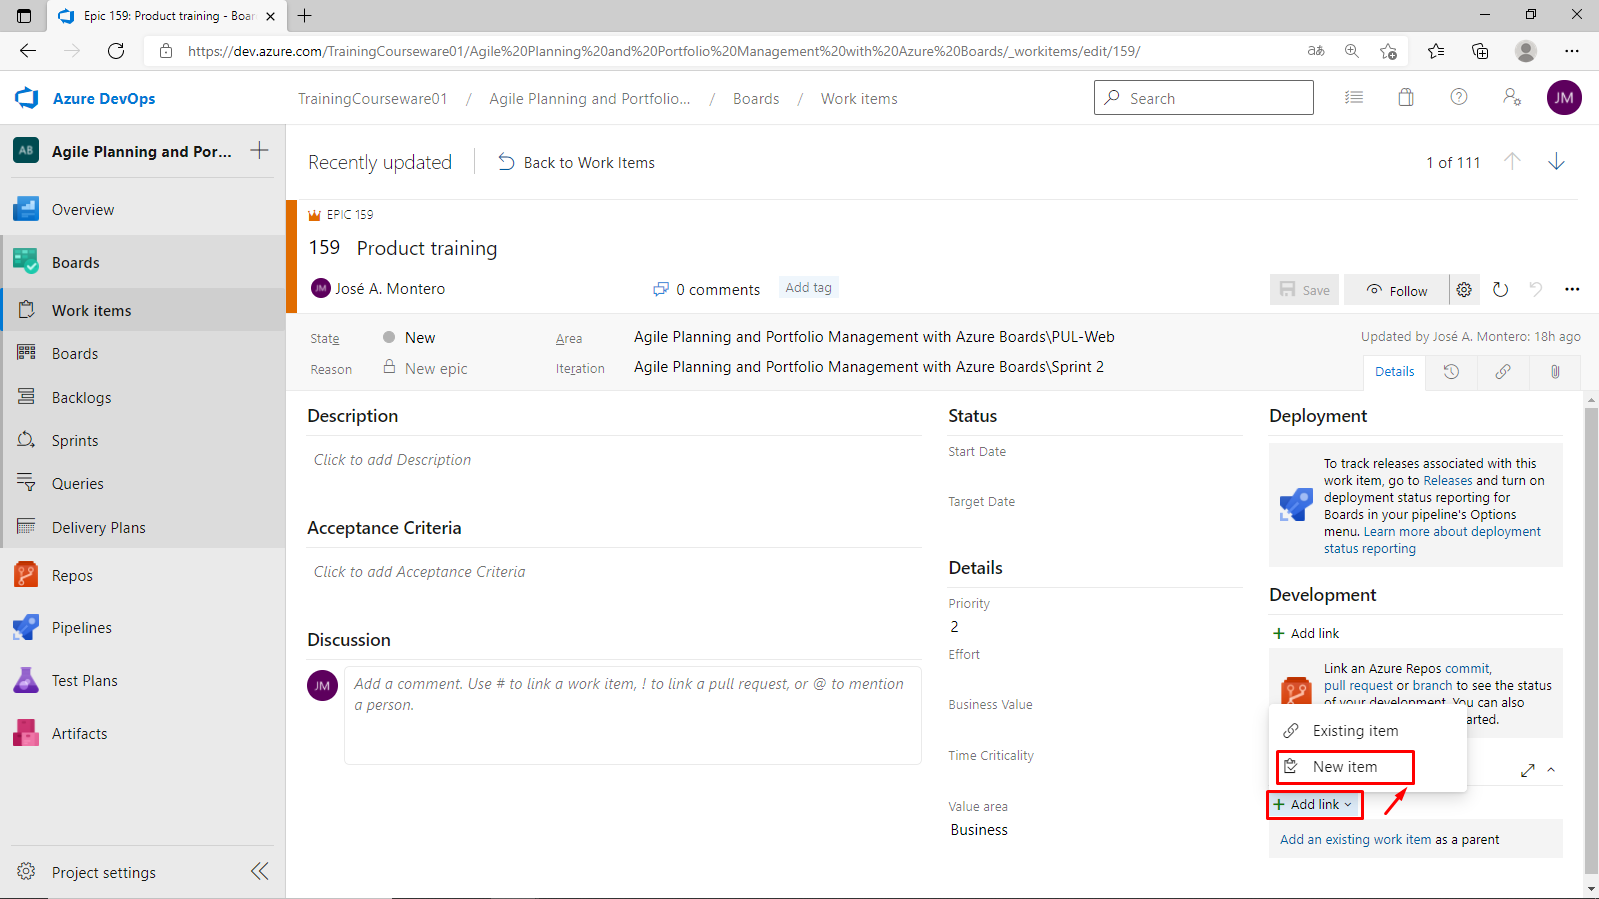 Epic 159: Product training - Boar
https://dev.azure.com/TrainingCourseware01/Agile%20Planning%20and%20Portfolio%20Management%20with%20Azure%20Boards/_workitems/edit/159/
aあ
Azure DevOps
TrainingCourseware01 / Agile Planning and Portfolio... / Boards / Work items
Search
JM
AB Agile Planning and Por...
Overview
Boards
Work items
Boards
Backlogs
Sprints
Queries
Delivery Plans
Repos
Pipelines
Test Plans
Artifacts
Project settings
Recently updated
Back to Work Items
1 of 111
EPIC 159
159 Product training
JM José A. Montero
0 comments
Add tag
Save
Follow
State New
Reason New epic
Area Agile Planning and Portfolio Management with Azure Boards\PUL-Web
Iteration Agile Planning and Portfolio Management with Azure Boards\Sprint 2
Updated by José A. Montero: 18h ago
Details
Description
Click to add Description
Acceptance Criteria
Click to add Acceptance Criteria
Discussion
JM
Add a comment. Use # to link a work item, ! to link a pull request, or @ to mention
a person.
Status
Start Date
Target Date
Details
Priority
2
Effort
Business Value
Time Criticality
Value area
Business
Deployment
To track releases associated with this
work item, go to Releases and turn on
deployment status reporting for
Boards in your pipeline's Options
menu. Learn more about deployment
status reporting
Development
+ Add link
Link an Azure Repos commit,
pull request or branch to see the status
of your development. You can also
arted.
Existing item
New item
+ Add link
Add an existing work item as a parent